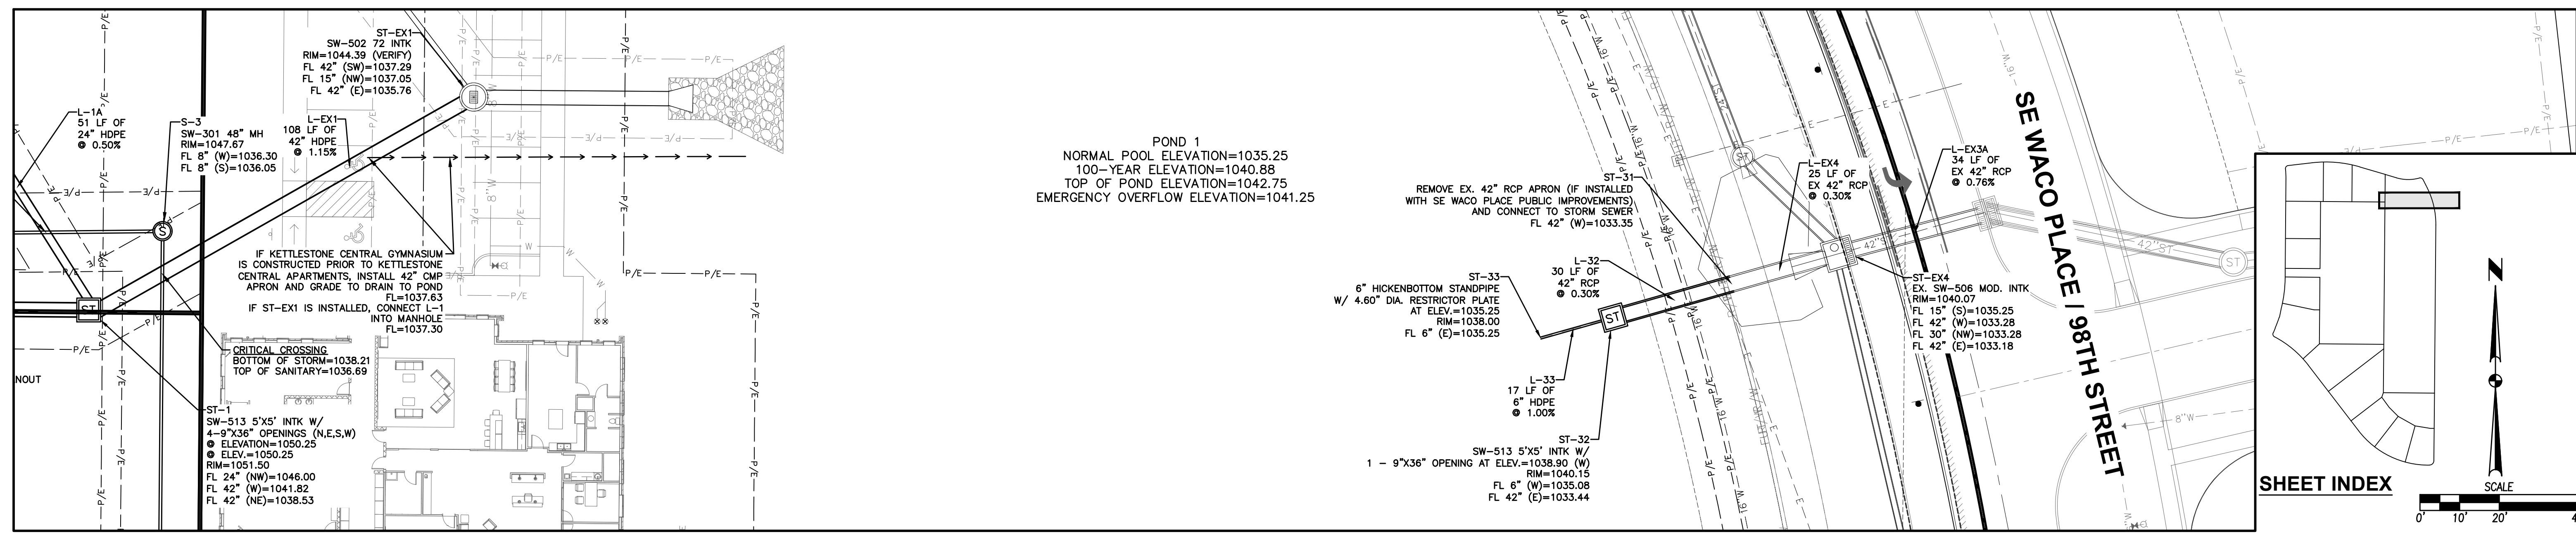 ST-EX1
SW-502 72 INTK
RIM=1044.39 (VERIFY)
FL 42" (SW)=1037.29
FL 15" (NW)=1037.05
FL 42" (E)=1035.76
L-1A
51 LF OF
24" HDPE
@ 0.50%
S-3
SW-301 48" MH
RIM=1047.67
FL 8" (W)=1036.30
FL 8" (S)=1036.05
L-EX1
108 LF OF
42" HDPE
@ 1.15%
IF KETTLESTONE CENTRAL GYMNASIUM
IS CONSTRUCTED PRIOR TO KETTLESTONE
CENTRAL APARTMENTS, INSTALL 42" CMP
APRON AND GRADE TO DRAIN TO POND
FL=1037.63
IF ST-EX1 IS INSTALLED, CONNECT L-1
INTO MANHOLE
FL=1037.30
CRITICAL CROSSING
BOTTOM OF STORM=1038.21
TOP OF SANITARY=1036.69
NOUT
ST-1
SW-513 5'X5' INTK W/
4-9"X36" OPENINGS (N,E,S,W)
@ ELEVATION=1050.25
@ ELEV.=1050.25
RIM=1051.50
FL 24" (NW)=1046.00
FL 42" (W)=1041.82
FL 42" (NE)=1038.53
S
ST
8"W
P/E
W
POND 1
NORMAL POOL ELEVATION=1035.25
100-YEAR ELEVATION=1040.88
TOP OF POND ELEVATION=1042.75
EMERGENCY OVERFLOW ELEVATION=1041.25
ST-31
REMOVE EX. 42" RCP APRON (IF INSTALLED
WITH SE WACO PLACE PUBLIC IMPROVEMENTS)
AND CONNECT TO STORM SEWER
FL 42" (W)=1033.35
L-32
30 LF OF
42" RCP
@ 0.30%
ST-33
6" HICKENBOTTOM STANDPIPE
W/ 4.60" DIA. RESTRICTOR PLATE
AT ELEV.=1035.25
RIM=1038.00
FL 6" (E)=1035.25
L-33
17 LF OF
6" HDPE
@ 1.00%
ST-32
SW-513 5'X5' INTK W/
1 - 9"X36" OPENING AT ELEV.=1038.90 (W)
RIM=1040.15
FL 6" (W)=1035.08
FL 42" (E)=1033.44
ST
ST
24"ST
16"W
L-EX4
25 LF OF
EX 42" RCP
@ 0.30%
L-EX3A
34 LF OF
EX 42" RCP
@ 0.76%
ST-EX4
EX. SW-506 MOD. INTK
RIM=1040.07
FL 15" (S)=1035.25
FL 42" (W)=1033.28
FL 30" (NW)=1033.28
FL 42" (E)=1033.18
42"ST
ST
SE WACO PLACE / 98TH STREET
16"W
8"W
SHEET INDEX
N
SCALE
0' 10' 20'